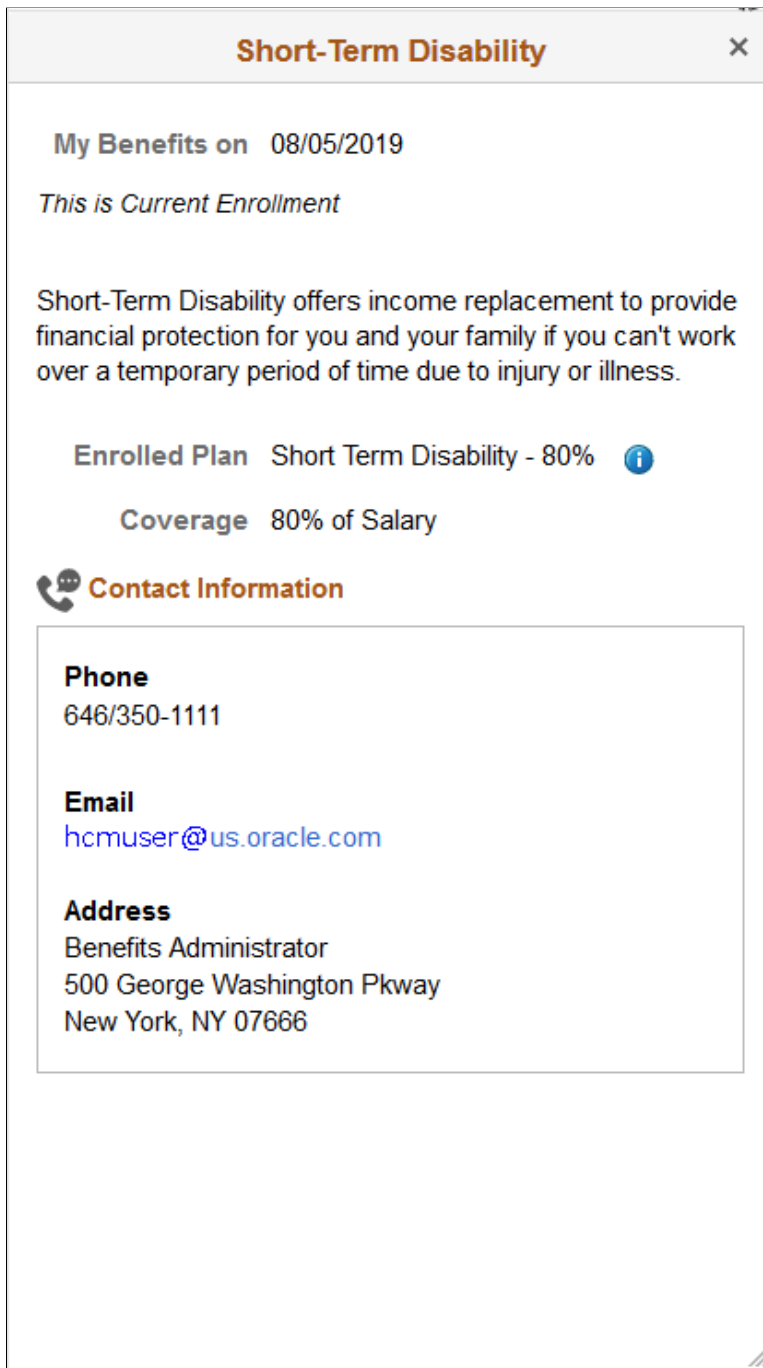 Short-Term Disability ×
My Benefits on 08/05/2019
This is Current Enrollment
Short-Term Disability offers income replacement to provide
financial protection for you and your family if you can't work
over a temporary period of time due to injury or illness.
Enrolled Plan Short Term Disability - 80%
Coverage 80% of Salary
Contact Information
Phone
646/350-1111
Email
hcmuser@us.oracle.com
Address
Benefits Administrator
500 George Washington Pkway
New York, NY 07666